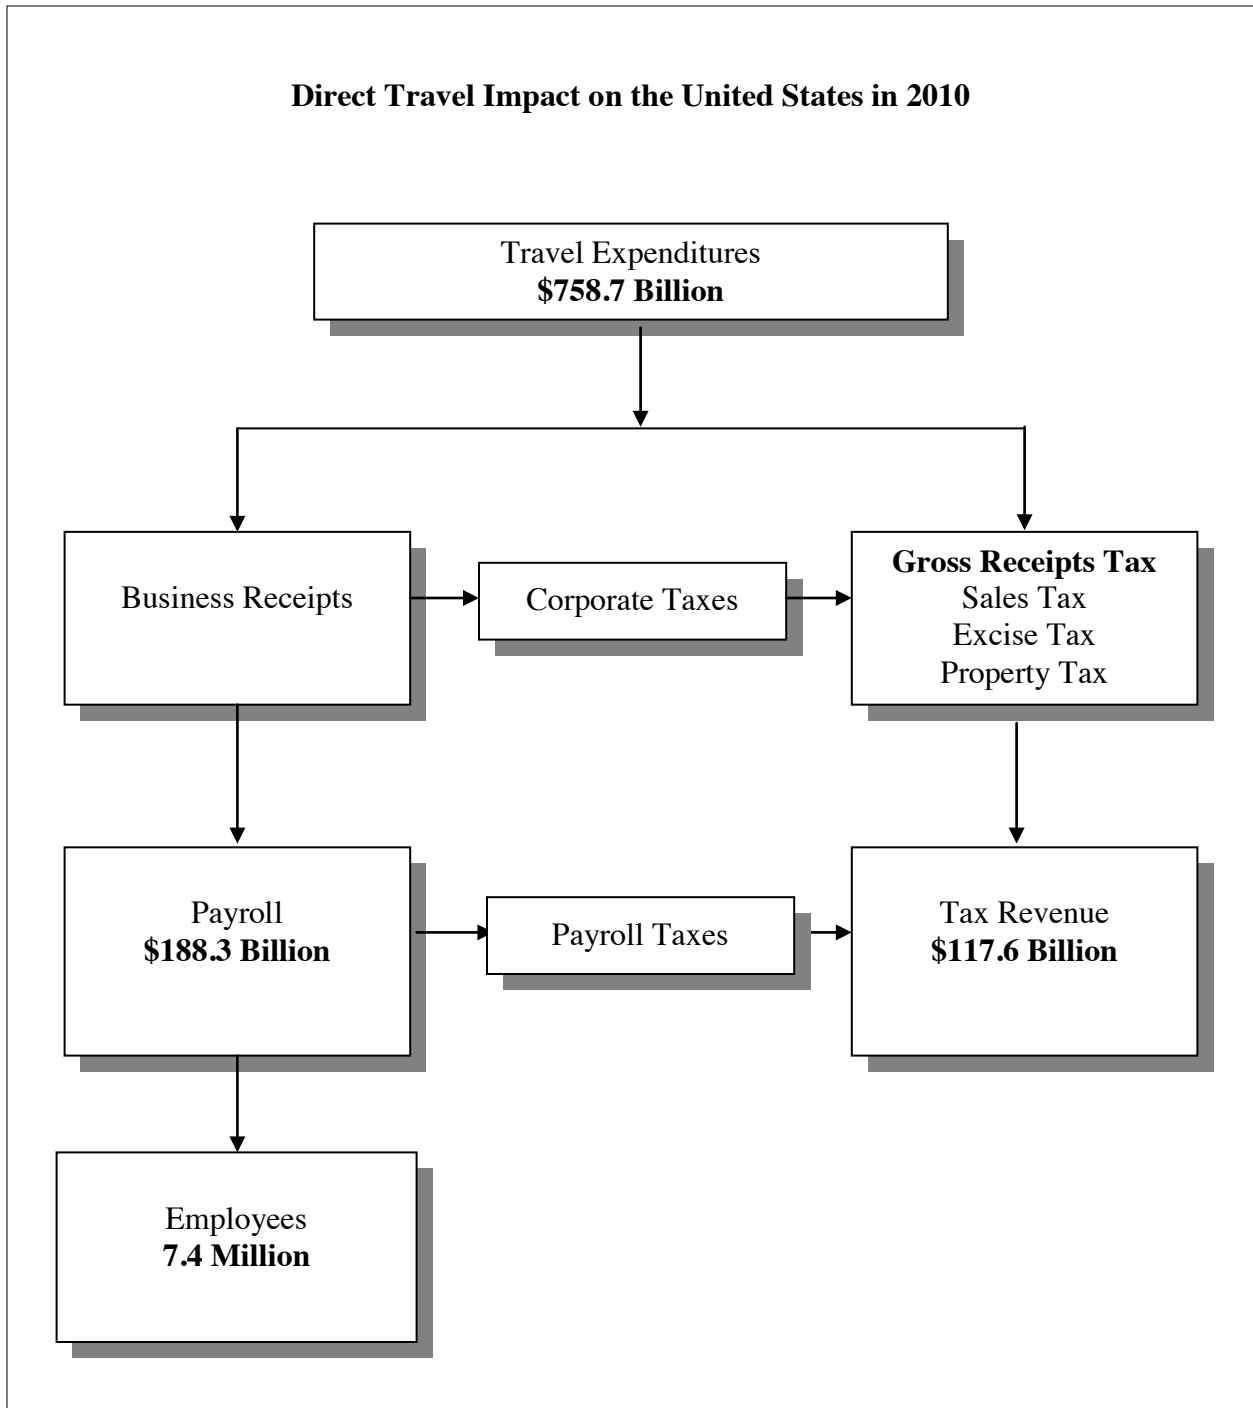 Direct Travel Impact on the United States in 2010
Travel Expenditures
$758.7 Billion
Business Receipts
Corporate Taxes
Gross Receipts Tax
Sales Tax
Excise Tax
Property Tax
Payroll
$188.3 Billion
Payroll Taxes
Tax Revenue
$117.6 Billion
Employees
7.4 Million